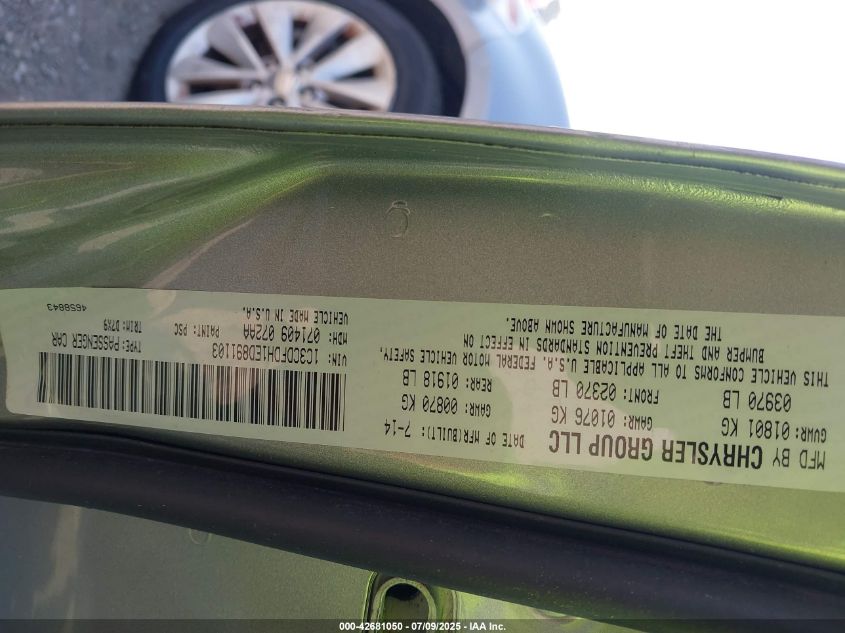 MFD BY CHRYSLER GROUP LLC
DATE OF MFR(BUILT): 7-14
GVWR: 01801 KG
GAWR: 01076 KG
GAWR: 00870 KG
03970 LB
FRONT: 02370 LB
REAR: 01918 LB
THIS VEHICLE CONFORMS TO ALL APPLICABLE U.S.A. FEDERAL MOTOR VEHICLE SAFETY,
BUMPER AND THEFT PREVENTION STANDARDS IN EFFECT ON
THE DATE OF MANUFACTURE SHOWN ABOVE.
VIN: 1C3CDFDH1ED891103
TYPE: PASSENGER CAR
MDH: 071409 072AA
PAINT: PSC
TRIM: D7X9
VEHICLE MADE IN U.S.A.
4658843
000-42681050 - 07/09/2025 - IAA Inc.